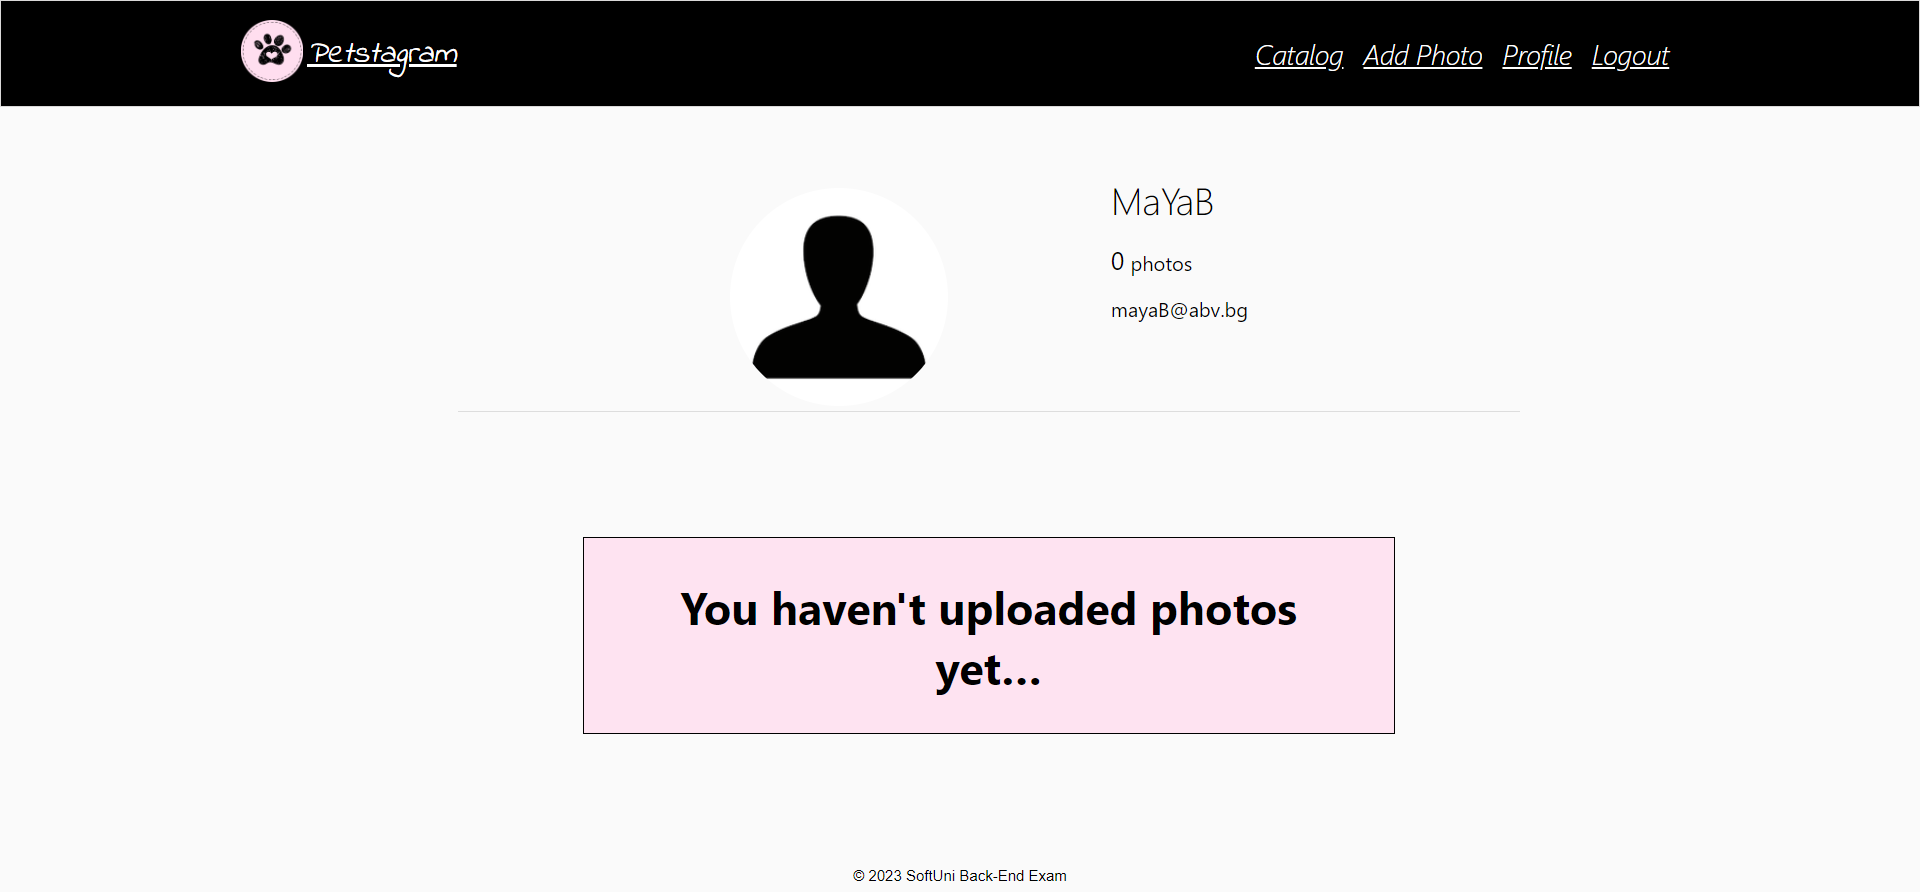 Petstagram
Catalog Add Photo Profile Logout
MaYaB
0 photos
mayaB@abv.bg
You haven't uploaded photos
yet...
© 2023 SoftUni Back-End Exam